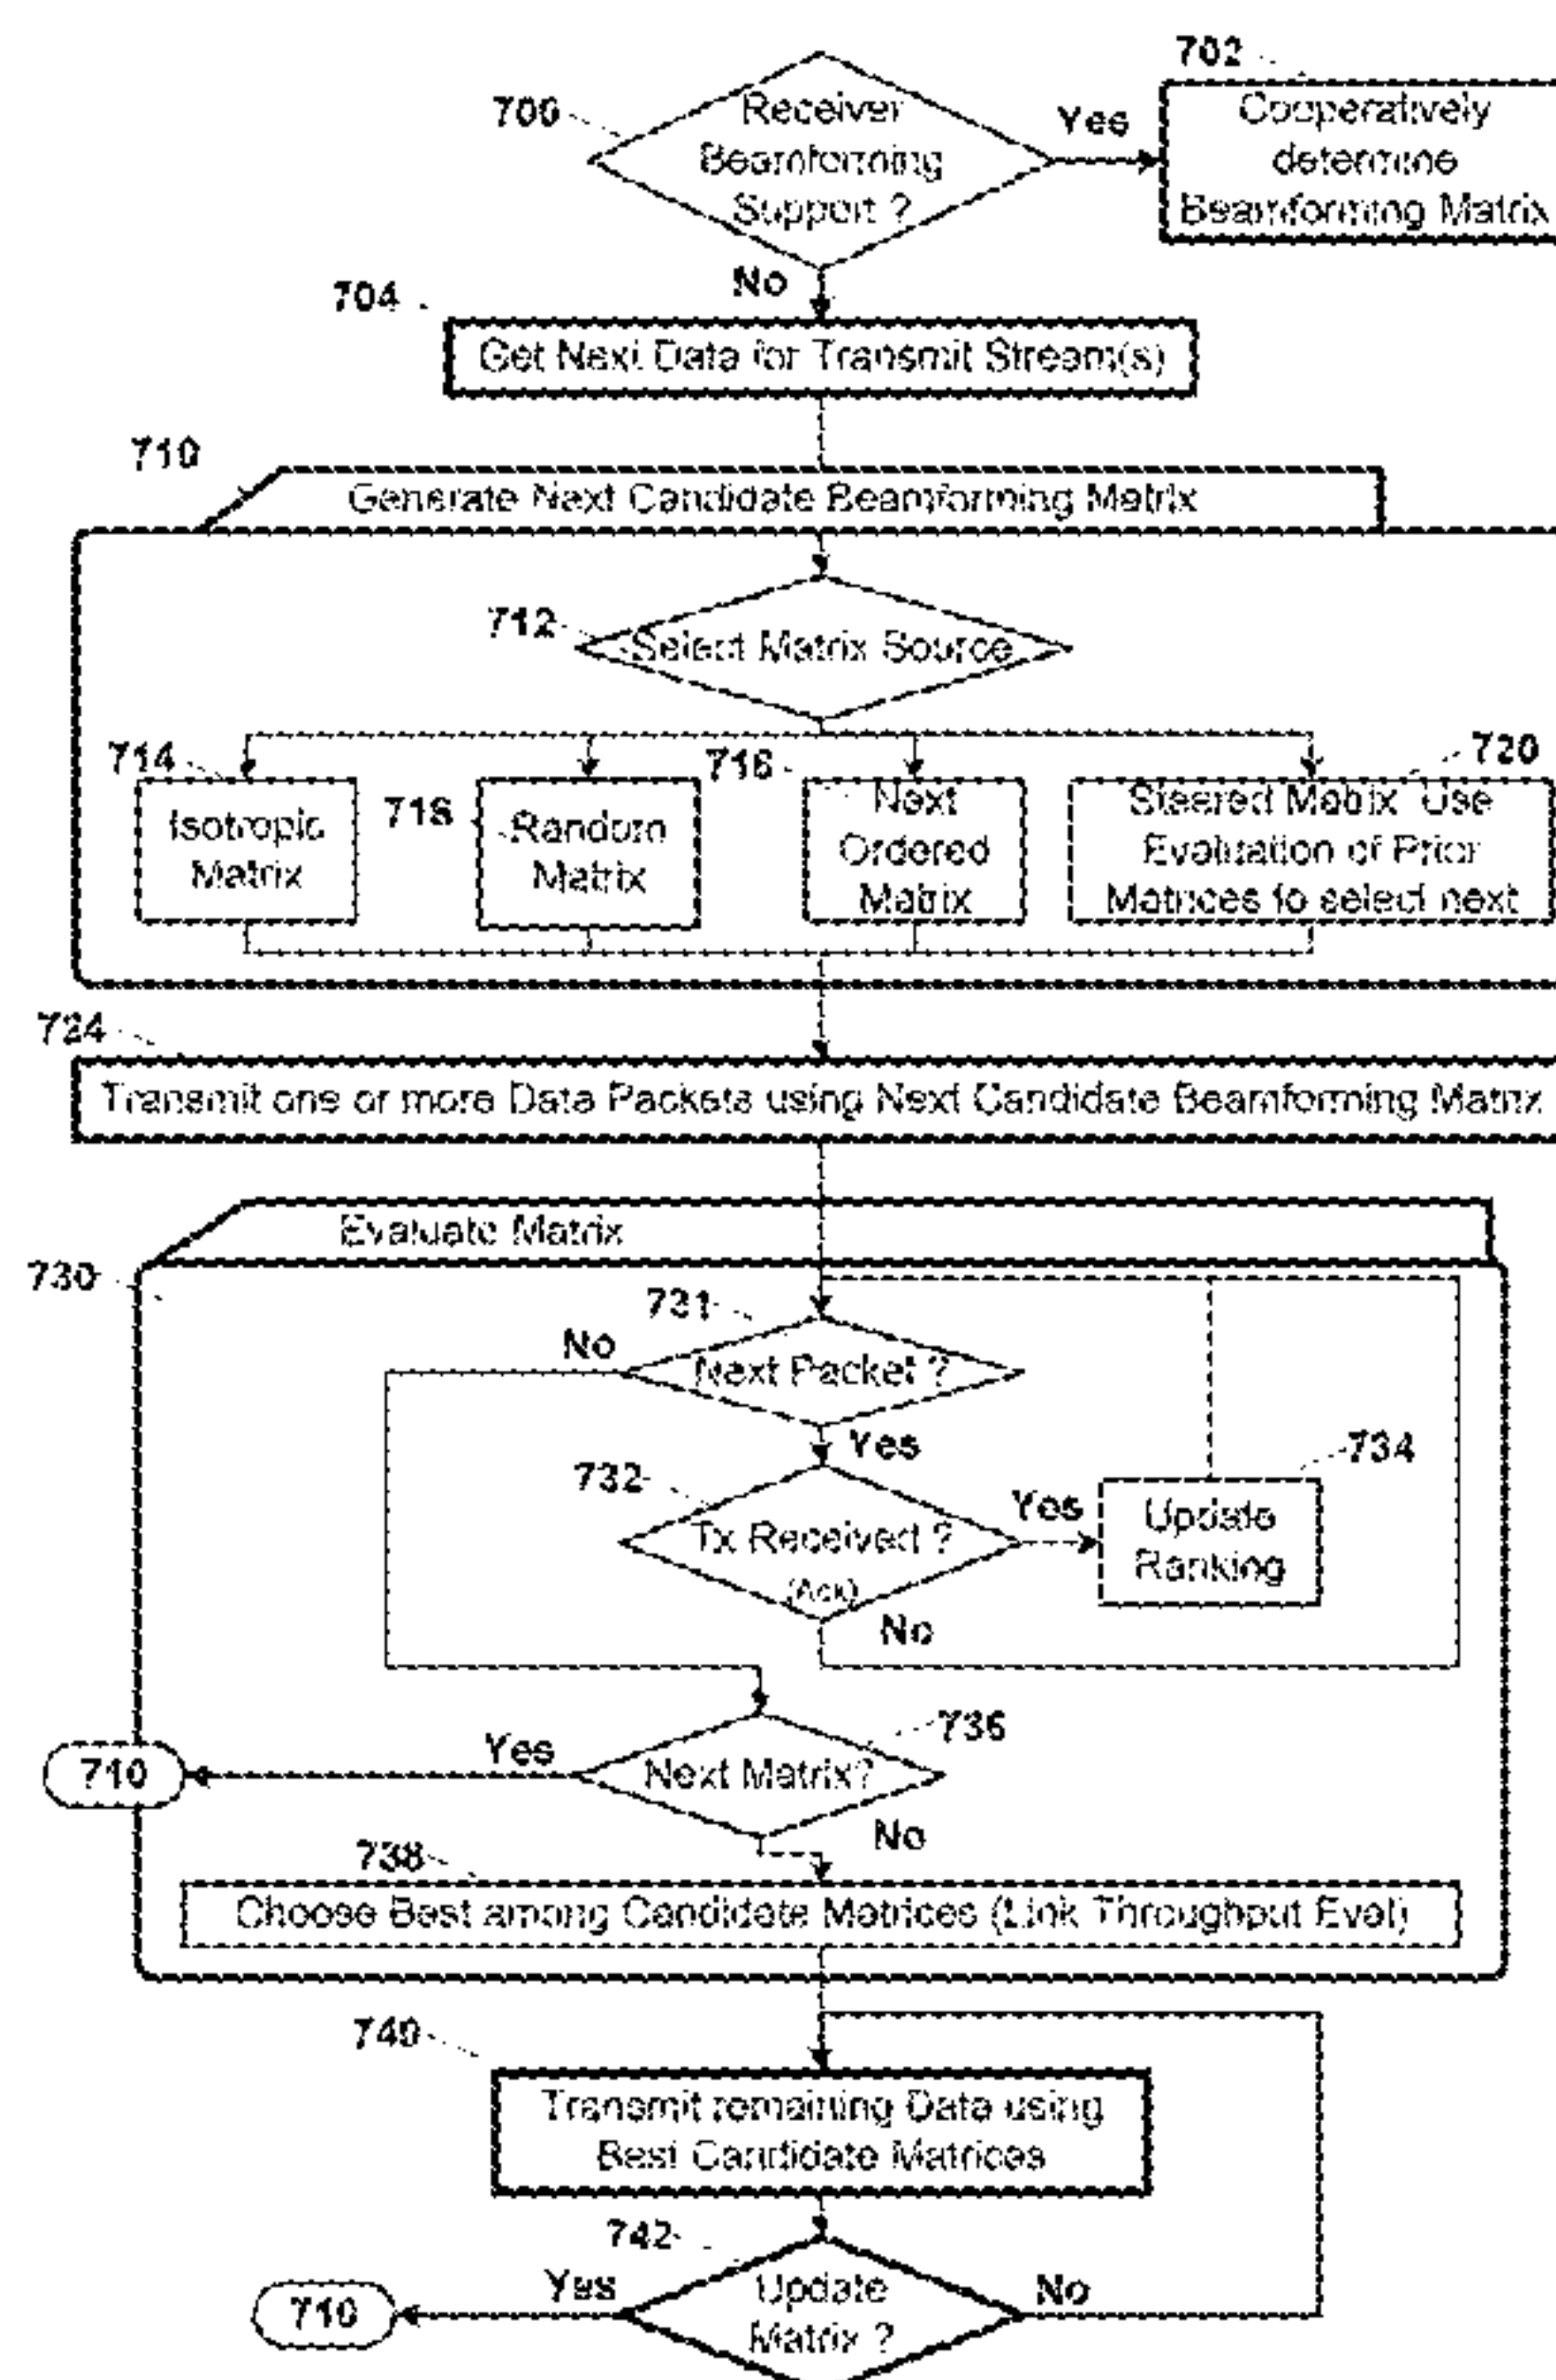 702
700
Receiver
Beamforming
Support ?
Yes
Cooperatively
determine
Beamforming Matrix
No
704
Get Next Data for Transmit Stream(s)
710
Generate Next Candidate Beamforming Matrix
712
Select Matrix Source
714
Isotropic
Matrix
718
Random
Matrix
716
Next
Ordered
Matrix
720
Steered Matrix Use
Evaluation of Prior
Matrices to select next
724
Transmit one or more Data Packets using Next Candidate Beamforming Matrix
Evaluate Matrix
730
731
No
Next Packet ?
Yes
732
Tx Received ?
(Ack)
Yes
734
Update
Ranking
No
736
Yes
Next Matrix?
710
No
738
Choose Best among Candidate Matrices (Link Throughput Eval)
740
Transmit remaining Data using
Best Candidate Matrices
742
Yes
Update
Matrix ?
No
710